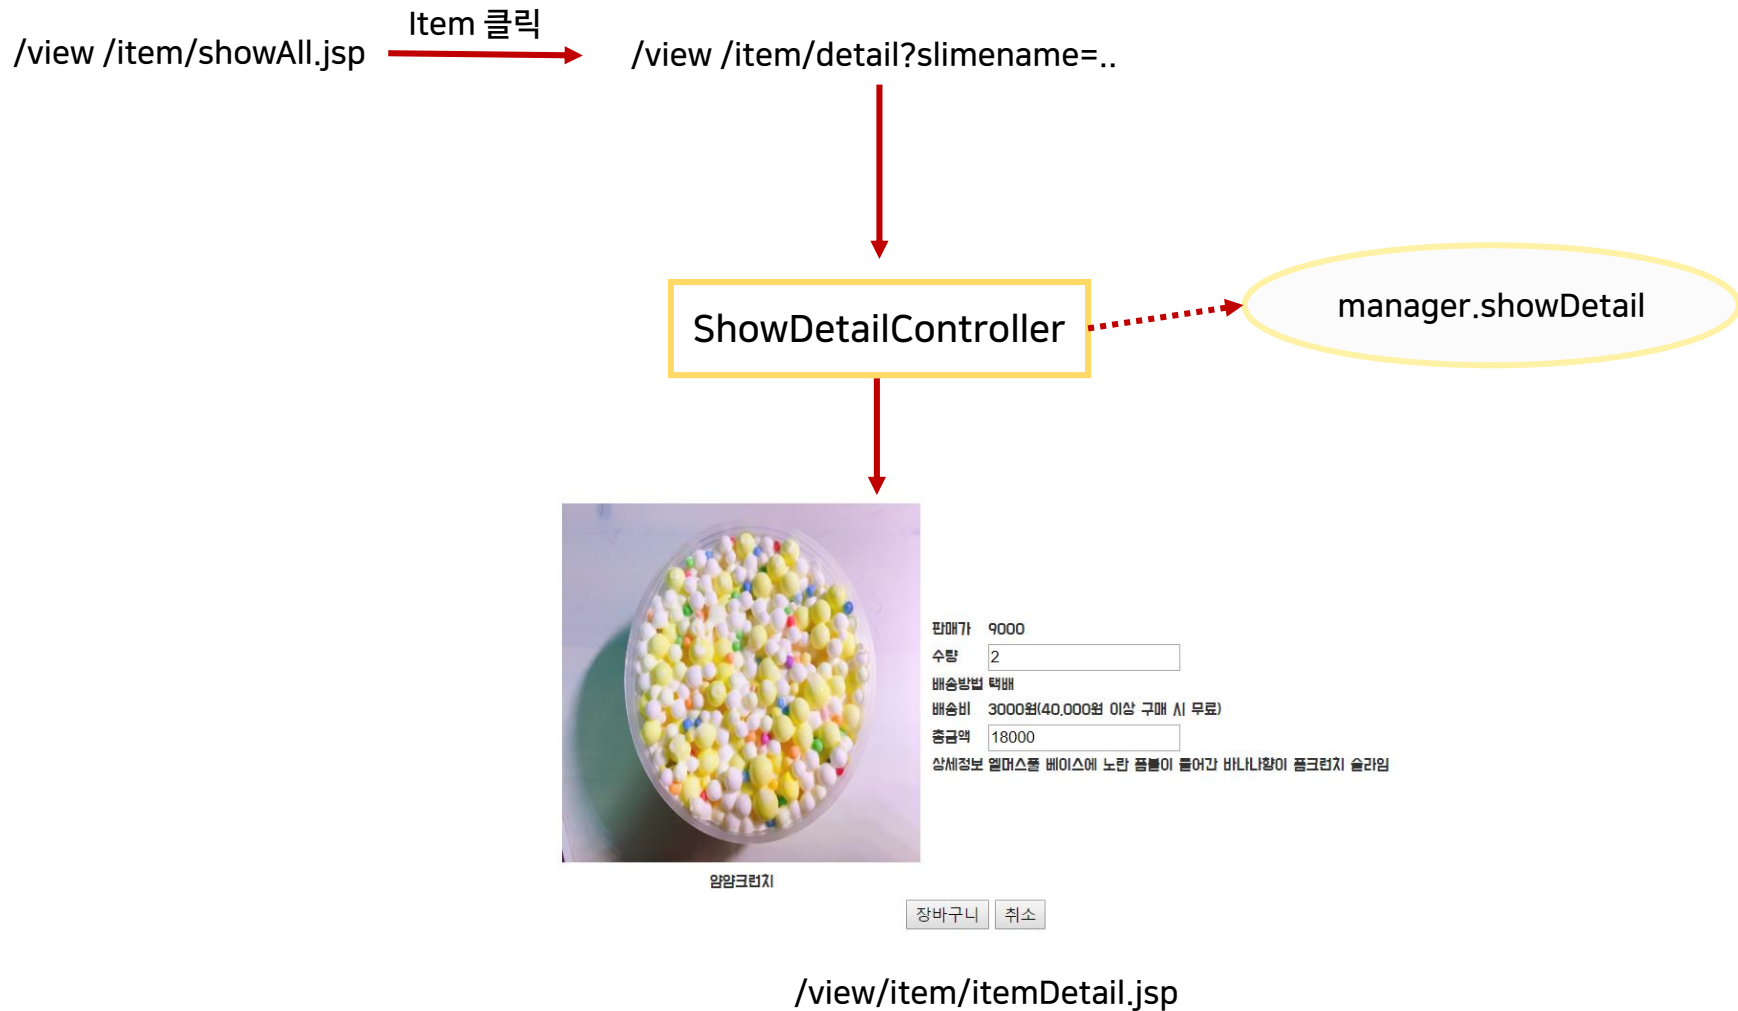 Item 클릭
/view /item/showAll.jsp
/view /item/detail?slimename=..
ShowDetailController
manager.showDetail
판매가 9000
수량 2
배송방법 택배
배송비 3000원(40,000원 이상 구매 시 무료)
총금액 18000
상세정보 엘머스풀 베이스에 노란 폼볼이 들어간 바나나향이 폼크런치 슬라임
얌얌크런치
장바구니 취소
/view/item/itemDetail.jsp